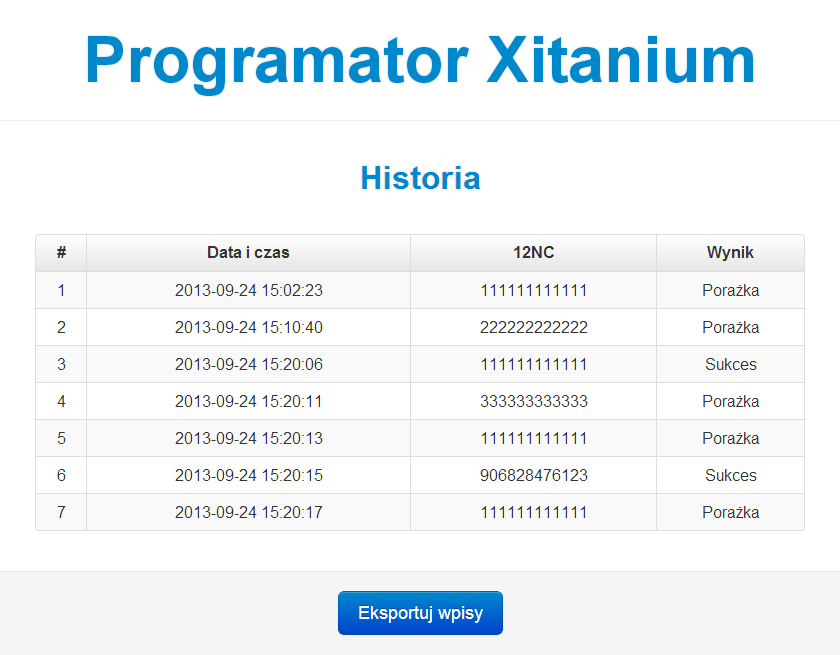 Programator Xitanium
Historia
# Data i czas 12NC Wynik
1 2013-09-24 15:02:23 111111111111 Porażka
2 2013-09-24 15:10:40 222222222222 Porażka
3 2013-09-24 15:20:06 111111111111 Sukces
4 2013-09-24 15:20:11 333333333333 Porażka
5 2013-09-24 15:20:13 111111111111 Porażka
6 2013-09-24 15:20:15 906828476123 Sukces
7 2013-09-24 15:20:17 111111111111 Porażka
Eksportuj wpisy